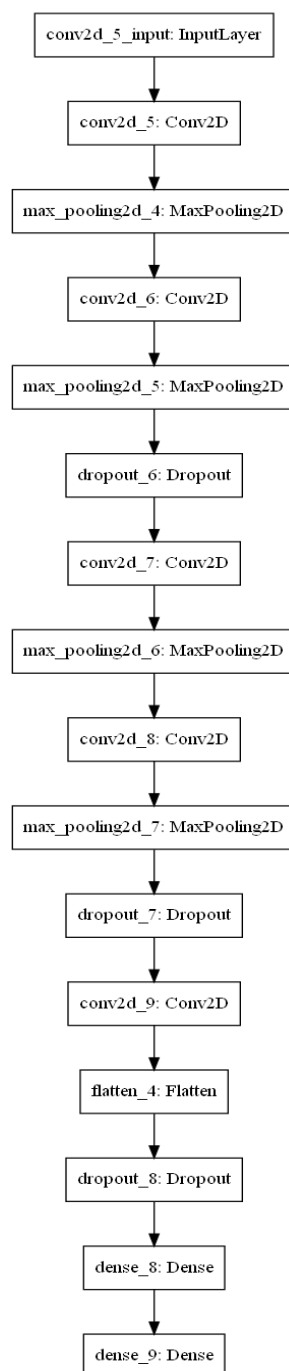 conv2d_5_input: InputLayer
conv2d_5: Conv2D
max_pooling2d_4: MaxPooling2D
conv2d_6: Conv2D
max_pooling2d_5: MaxPooling2D
dropout_6: Dropout
conv2d_7: Conv2D
max_pooling2d_6: MaxPooling2D
conv2d_8: Conv2D
max_pooling2d_7: MaxPooling2D
dropout_7: Dropout
conv2d_9: Conv2D
flatten_4: Flatten
dropout_8: Dropout
dense_8: Dense
dense_9: Dense